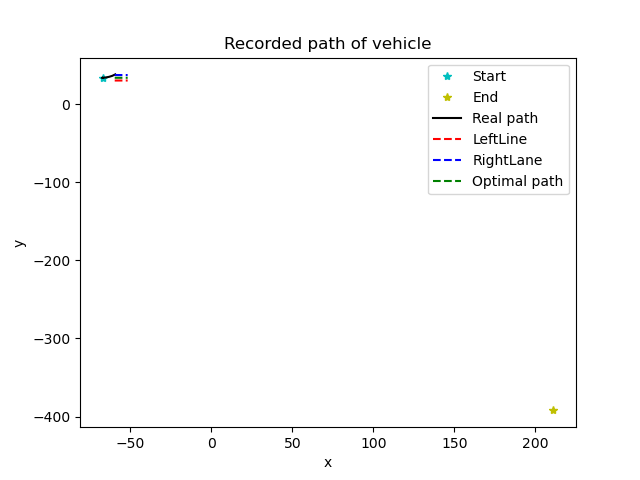 Recorded path of vehicle
Start
End
Real path
LeftLine
RightLane
Optimal path
0
−100
−200
−300
−400
y
−50
0
50
100
150
200
x